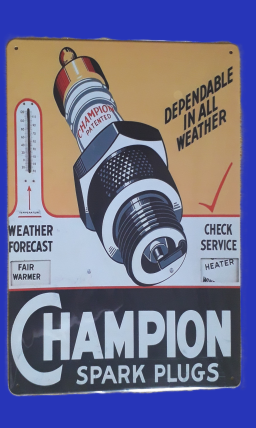 DEPENDABLE
IN ALL
WEATHER
CHAMPION
PATENTED
WEATHER
FORECAST
FAIR
WARMER
CHECK
SERVICE
HEATER
CHAMPION
SPARK PLUGS